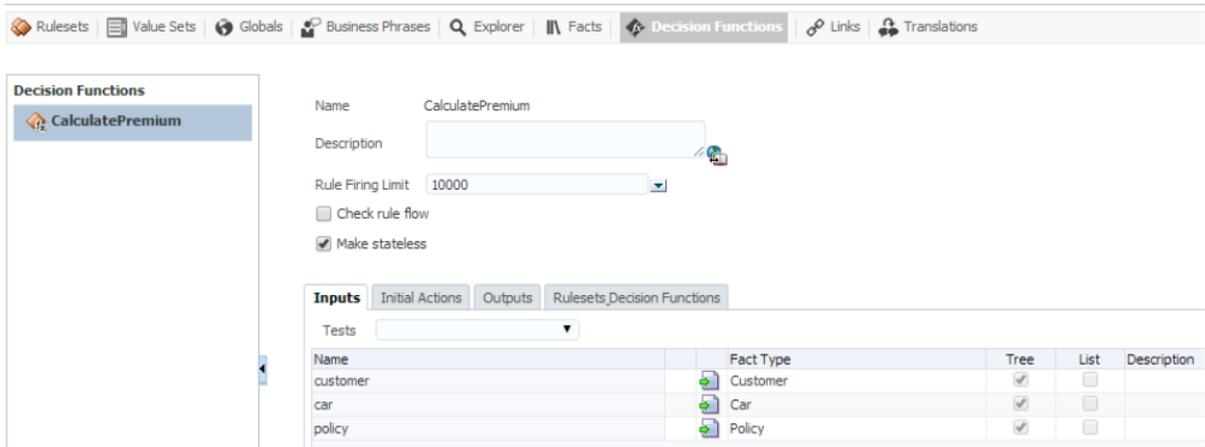 Rulesets Value Sets Globals Business Phrases Explorer Facts Decision Functions Links Translations
Decision Functions
CalculatePremium
Name CalculatePremium
Description
Rule Firing Limit 10000
Check rule flow
Make stateless
Inputs Initial Actions Outputs Rulesets_Decision Functions
Tests
Name Fact Type Tree List Description
customer Customer
car Car
policy Policy